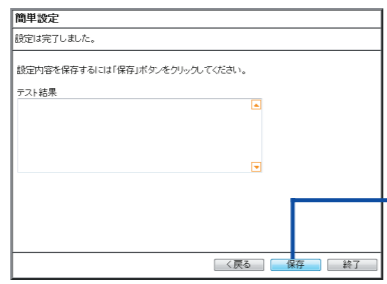 簡単設定
設定は完了しました。
設定内容を保存するには「保存」ボタンをクリックしてください。
テスト結果
＜戻る 保存 終了